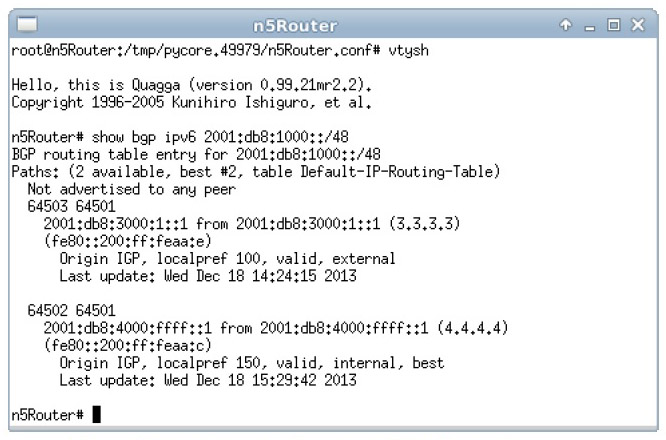 n5Router
root@n5Router:/tmp/pycore.49979/n5Router.conf# vtysh
Hello, this is Quagga (version 0.99.21mr2.2).
Copyright 1996-2005 Kunihiro Ishiguro, et al.
n5Router# show bgp ipv6 2001:db8:1000::/48
BGP routing table entry for 2001:db8:1000::/48
Paths: (2 available, best #2, table Default-IP-Routing-Table)
Not advertised to any peer
64503 64501
2001:db8:3000:1::1 from 2001:db8:3000:1::1 (3.3.3.3)
(fe80::200:ff:feaa:e)
Origin IGP, localpref 100, valid, external
Last update: Wed Dec 18 14:24:15 2013
64502 64501
2001:db8:4000:ffff::1 from 2001:db8:4000:ffff::1 (4.4.4.4)
(fe80::200:ff:feaa:c)
Origin IGP, localpref 150, valid, internal, best
Last update: Wed Dec 18 15:29:42 2013
n5Router#